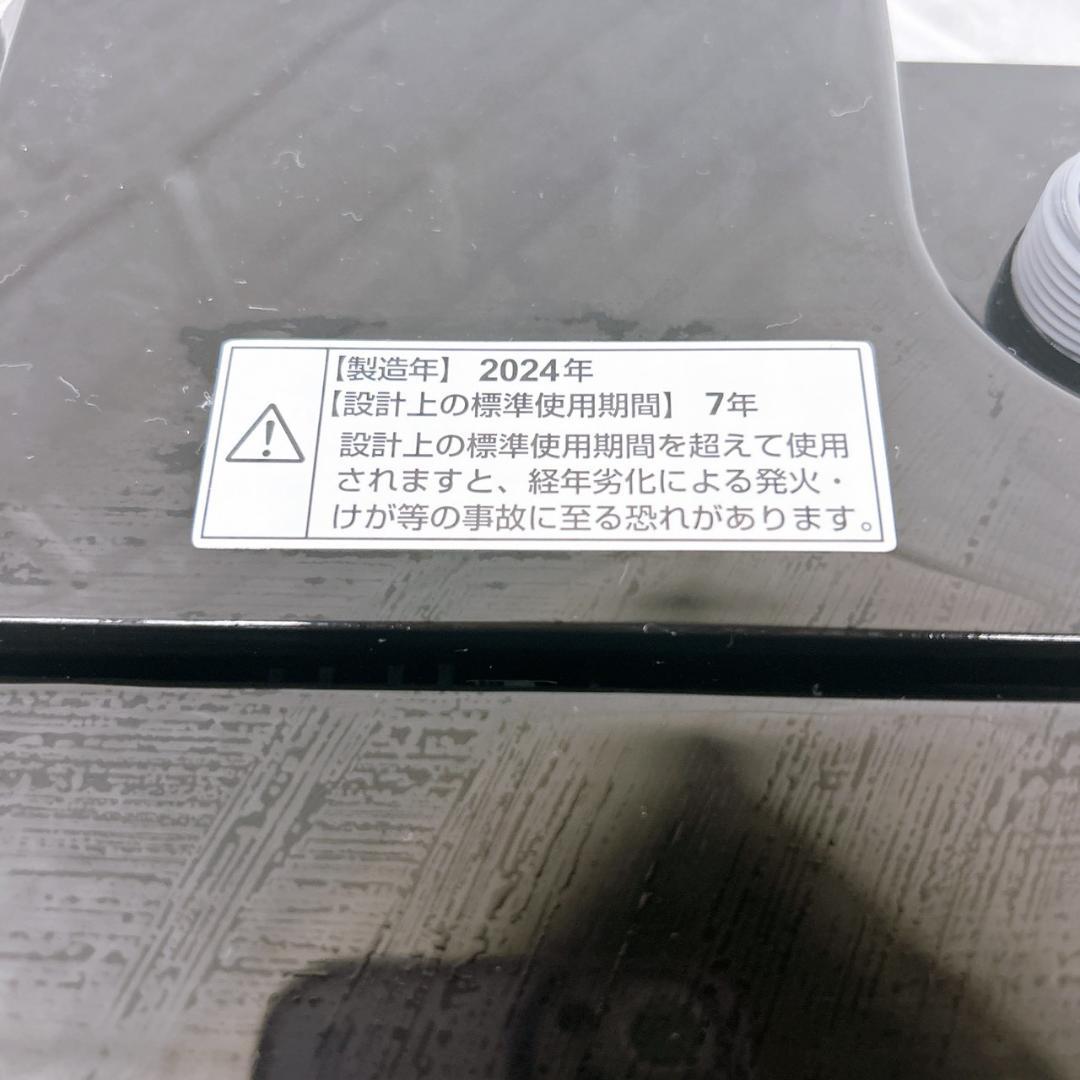 【製造年】 2024年
【設計上の標準使用期間】 7年
設計上の標準使用期間を超えて使用
されますと、経年劣化による発火・
けが等の事故に至る恐れがあります。